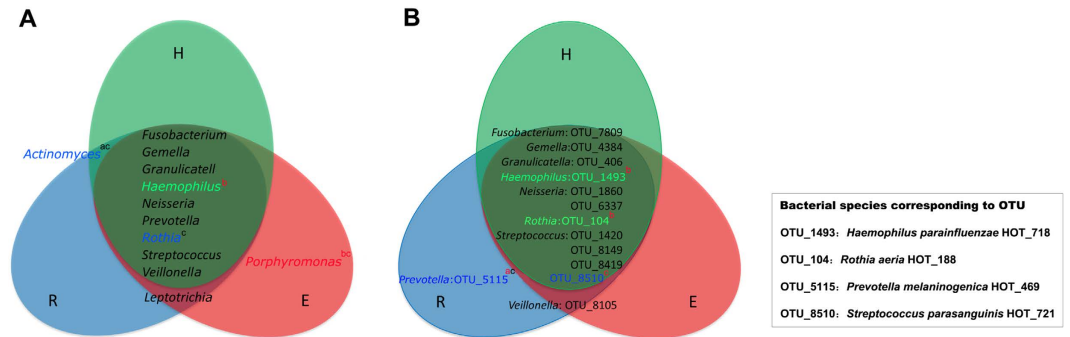 A
H
Fusobacterium
Actinomyces ac
Gemella
Granulicatell
Haemophilus b
Neisseria
Prevotella
Rothia c
Streptococcus
Porphyromonas bc
Veillonella
Leptotrichia
R
E
B
H
Fusobacterium: OTU_7809
Gemella: OTU_4384
Granulicatella: OTU_406
Haemophilus: OTU_1493 b
Neisseria: OTU_1860
OTU_6337
Rothia: OTU_104 b
Streptococcus: OTU_1420
OTU_8149
OTU_8419
Prevotella: OTU_5115 ac
OTU_8510
R
E
Veillonella: OTU_8105
Bacterial species corresponding to OTU
OTU_1493: Haemophilus parainfluenzae HOT_718
OTU_104: Rothia aeria HOT_188
OTU_5115: Prevotella melaninogenica HOT_469
OTU_8510: Streptococcus parasanguinis HOT_721